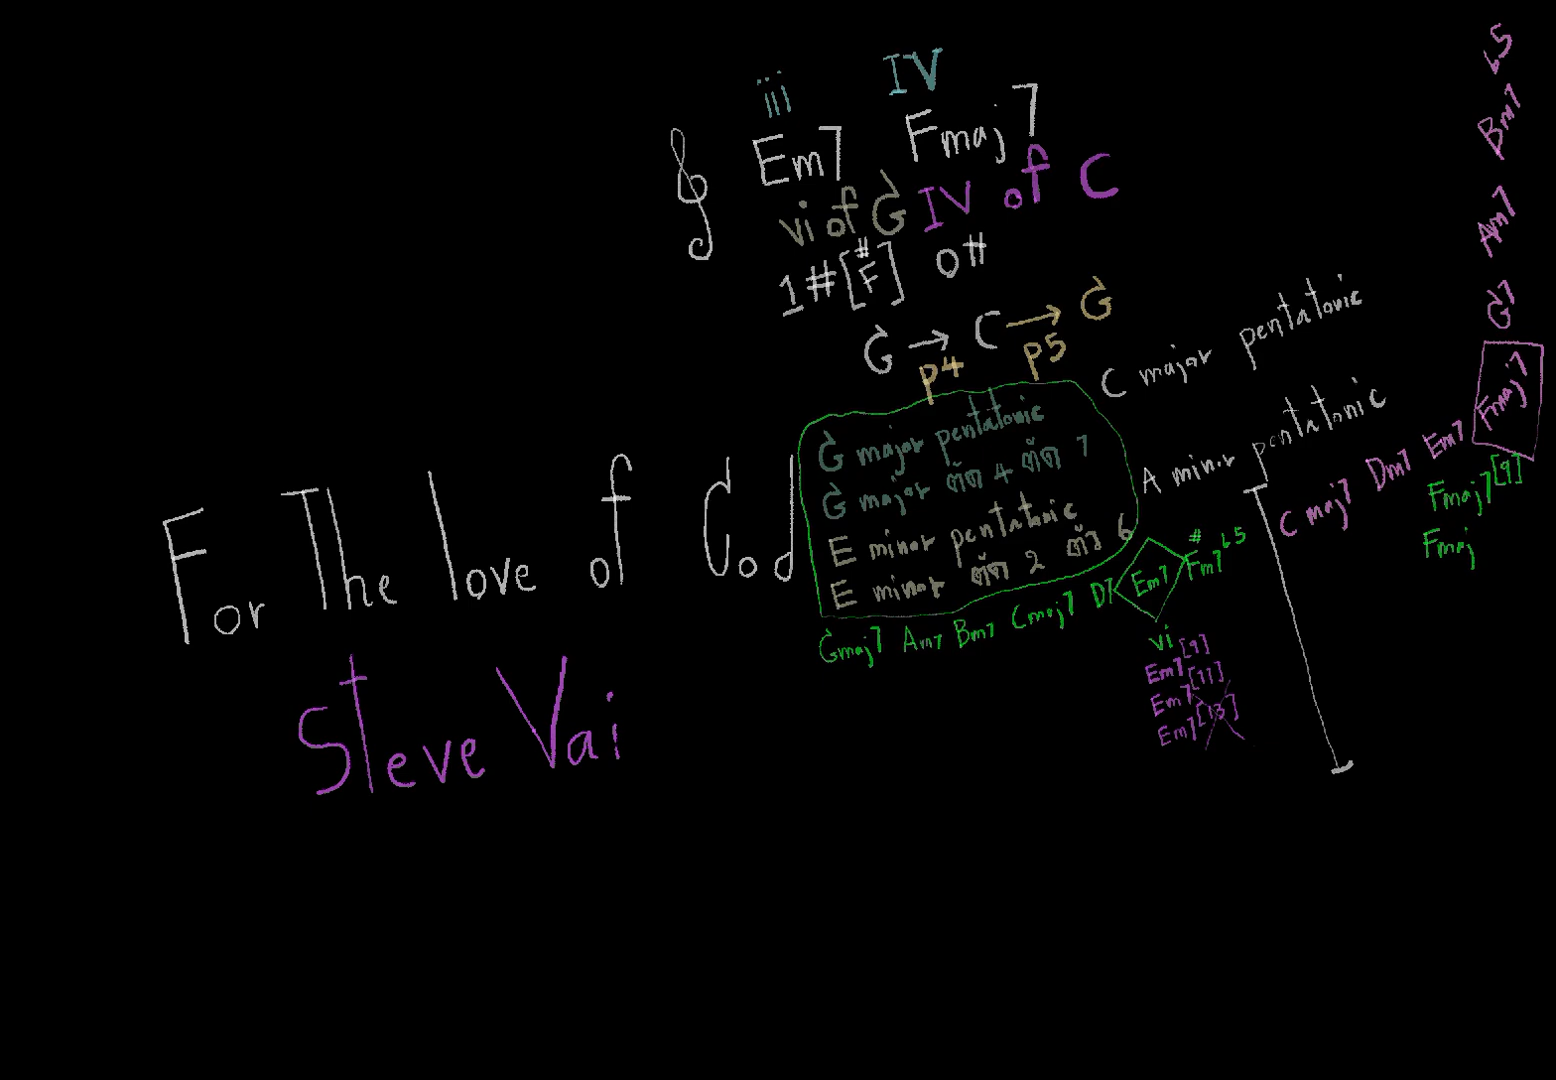 iii IV
Em7 Fmaj7
vi of G IV of C
1#[F#] 0#
G → C → G
P4 P5
C major pentatonic
A minor pentatonic
G major pentatonic
G major ตัด 4 ตัด 7
E minor pentatonic
E minor ตัด 2 ตัว 6
Gmaj7 Am7 Bm7 Cmaj7 D7 Em7 F#m7b5
vi
Em7[9]
Em7[11]
Em7[13]
Cmaj7 Dm7 Em7 Fmaj7 G7 Am7 Bm7 b5
Fmaj7[9]
Fmaj
For The love of God
Steve Vai